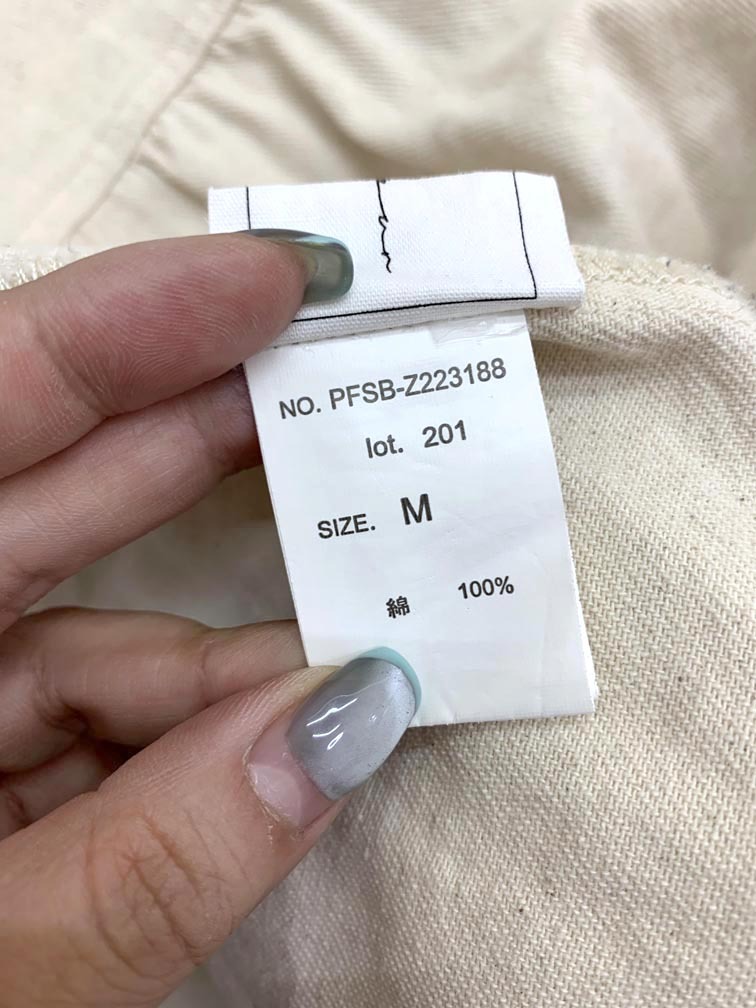 NO. PFSB-Z223188
lot. 201
SIZE. M
綿 100%